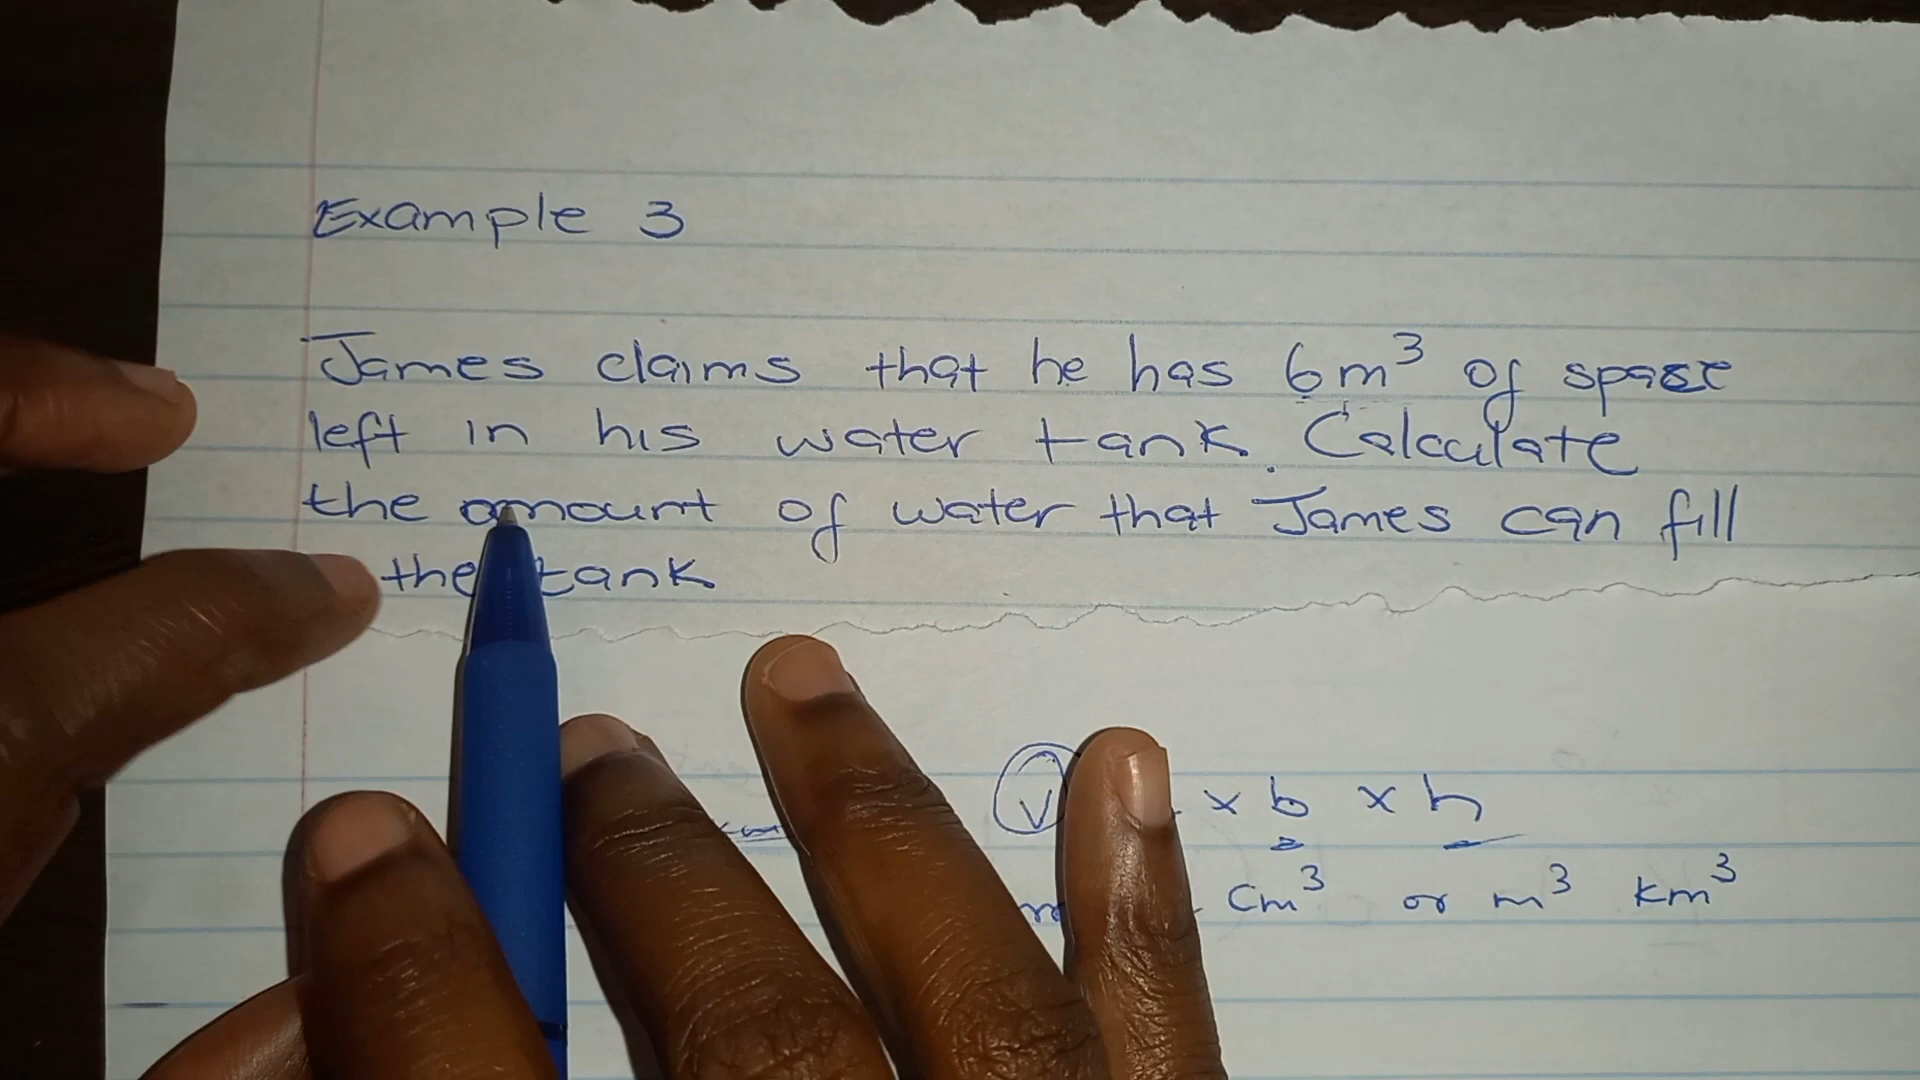 Example 3
James claims that he has 6m³ of space
left in his water tank. Calculate
the amount of water that James can fill
the tank
V × b × h
cm³ or m³ km³